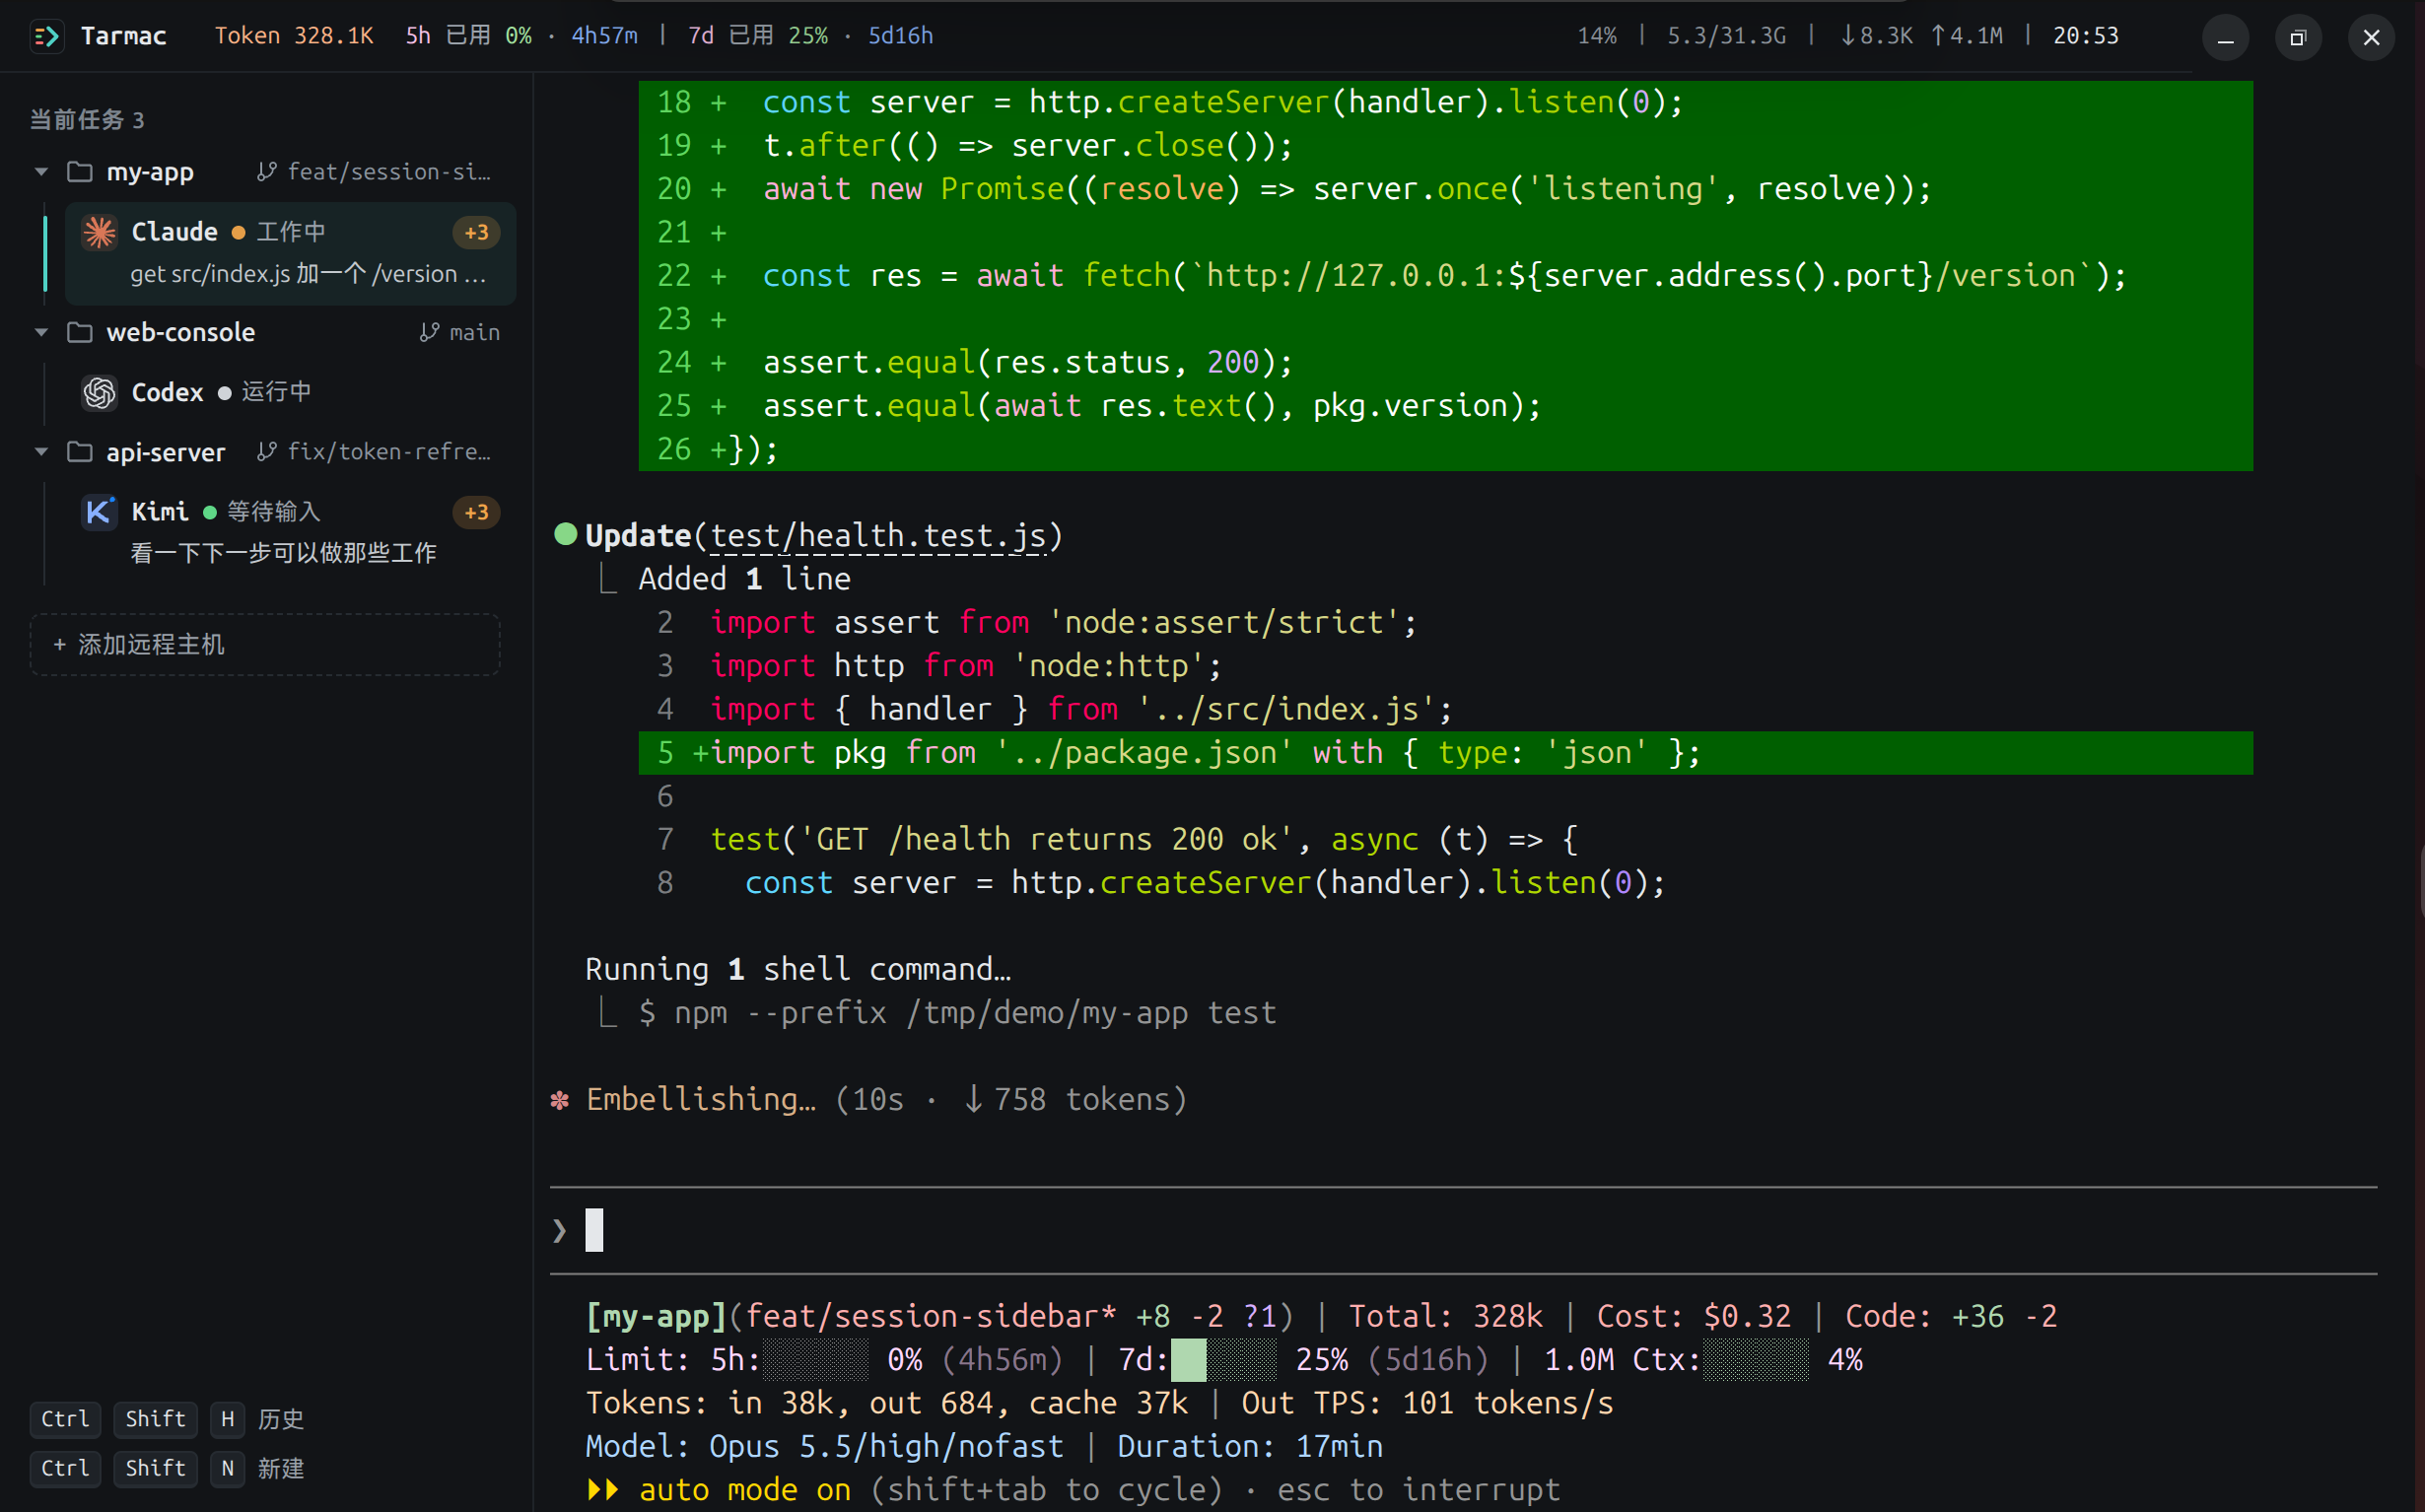 Tarmac Token 328.1K 5h 已用 0% · 4h57m | 7d 已用 25% · 5d16h 14% | 5.3/31.3G | ↓8.3K ↑4.1M | 20:53
当前任务 3
my-app feat/session-si…
Claude 工作中 +3
get src/index.js 加一个 /version …
web-console main
Codex 运行中
api-server fix/token-refre…
Kimi 等待输入 +3
看一下下一步可以做那些工作
+ 添加远程主机
Ctrl Shift H 历史
Ctrl Shift N 新建
18 +  const server = http.createServer(handler).listen(0);
19 +  t.after(() => server.close());
20 +  await new Promise((resolve) => server.once('listening', resolve));
21 +
22 +  const res = await fetch(`http://127.0.0.1:${server.address().port}/version`);
23 +
24 +  assert.equal(res.status, 200);
25 +  assert.equal(await res.text(), pkg.version);
26 +});
Update(test/health.test.js)
Added 1 line
2  import assert from 'node:assert/strict';
3  import http from 'node:http';
4  import { handler } from '../src/index.js';
5 +import pkg from '../package.json' with { type: 'json' };
6
7  test('GET /health returns 200 ok', async (t) => {
8    const server = http.createServer(handler).listen(0);
Running 1 shell command…
$ npm --prefix /tmp/demo/my-app test
✽ Embellishing… (10s · ↓ 758 tokens)
❯
[my-app](feat/session-sidebar* +8 -2 ?1) | Total: 328k | Cost: $0.32 | Code: +36 -2
Limit: 5h:░░░░░░ 0% (4h56m) | 7d:██░░░░ 25% (5d16h) | 1.0M Ctx:░░░░░░ 4%
Tokens: in 38k, out 684, cache 37k | Out TPS: 101 tokens/s
Model: Opus 5.5/high/nofast | Duration: 17min
⏵⏵ auto mode on (shift+tab to cycle) · esc to interrupt